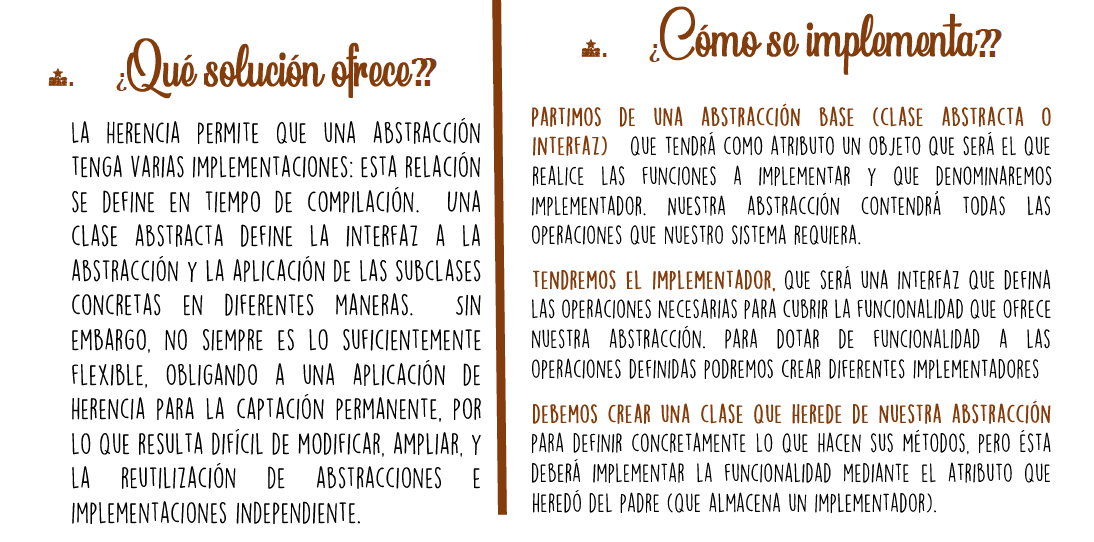 ¿Qué solución ofrece??
LA HERENCIA PERMITE QUE UNA ABSTRACCIÓN
TENGA VARIAS IMPLEMENTACIONES: ESTA RELACIÓN
SE DEFINE EN TIEMPO DE COMPILACIÓN. UNA
CLASE ABSTRACTA DEFINE LA INTERFAZ A LA
ABSTRACCIÓN Y LA APLICACIÓN DE LAS SUBCLASES
CONCRETAS EN DIFERENTES MANERAS. SIN
EMBARGO, NO SIEMPRE ES LO SUFICIENTEMENTE
FLEXIBLE, OBLIGANDO A UNA APLICACIÓN DE
HERENCIA PARA LA CAPTACIÓN PERMANENTE, POR
LO QUE RESULTA DIFÍCIL DE MODIFICAR, AMPLIAR, Y
LA REUTILIZACIÓN DE ABSTRACCIONES E
IMPLEMENTACIONES INDEPENDIENTE.
¿Cómo se implementa??
PARTIMOS DE UNA ABSTRACCIÓN BASE (CLASE ABSTRACTA O
INTERFAZ) QUE TENDRÁ COMO ATRIBUTO UN OBJETO QUE SERÁ EL QUE
REALICE LAS FUNCIONES A IMPLEMENTAR Y QUE DENOMINAREMOS
IMPLEMENTADOR. NUESTRA ABSTRACCIÓN CONTENDRÁ TODAS LAS
OPERACIONES QUE NUESTRO SISTEMA REQUIERA.
TENDREMOS EL IMPLEMENTADOR, QUE SERÁ UNA INTERFAZ QUE DEFINA
LAS OPERACIONES NECESARIAS PARA CUBRIR LA FUNCIONALIDAD QUE OFRECE
NUESTRA ABSTRACCIÓN. PARA DOTAR DE FUNCIONALIDAD A LAS
OPERACIONES DEFINIDAS PODREMOS CREAR DIFERENTES IMPLEMENTADORES
DEBEMOS CREAR UNA CLASE QUE HEREDE DE NUESTRA ABSTRACCIÓN
PARA DEFINIR CONCRETAMENTE LO QUE HACEN SUS MÉTODOS, PERO ÉSTA
DEBERÁ IMPLEMENTAR LA FUNCIONALIDAD MEDIANTE EL ATRIBUTO QUE
HEREDÓ DEL PADRE (QUE ALMACENA UN IMPLEMENTADOR).